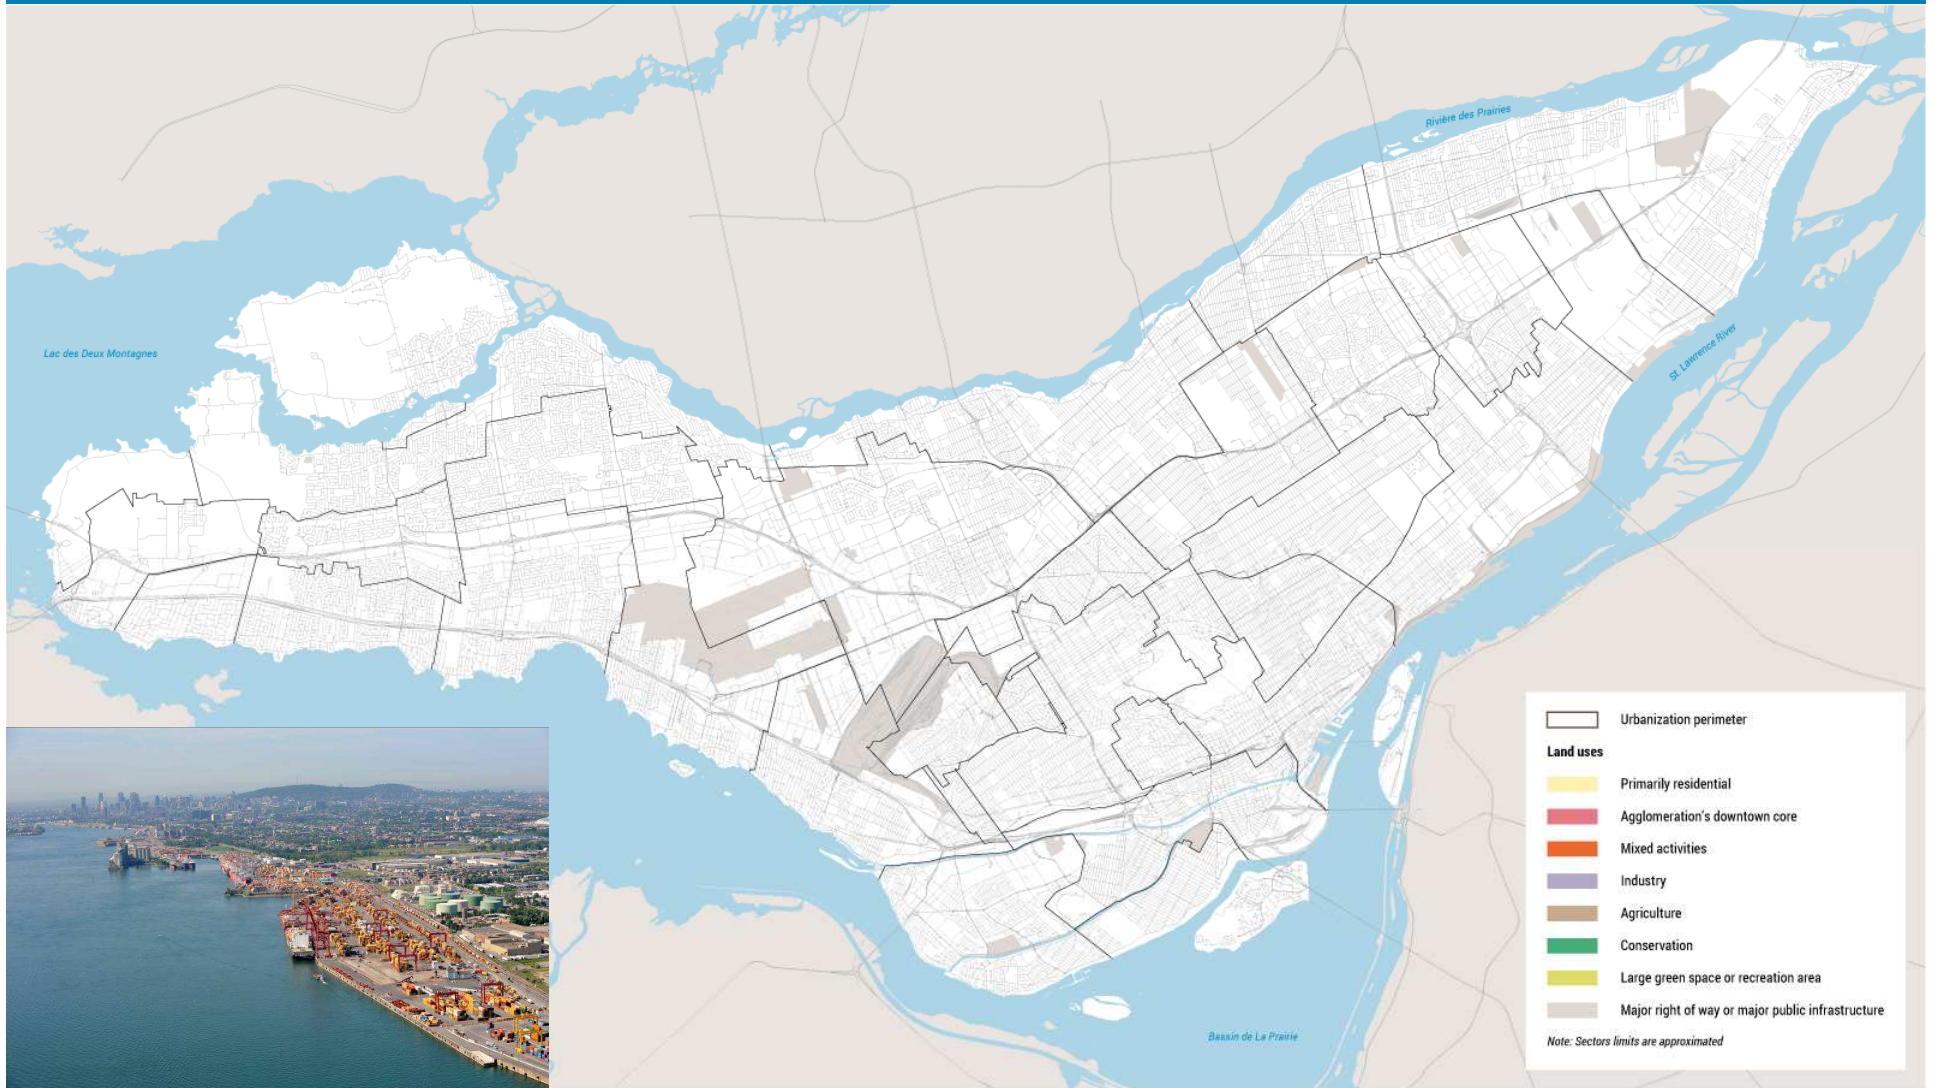 Rivière des Prairies
Lac des Deux Montagnes
St. Lawrence River
Urbanization perimeter
Land uses
Primarily residential
Agglomeration's downtown core
Mixed activities
Industry
Agriculture
Conservation
Large green space or recreation area
Major right of way or major public infrastructure
Note: Sectors limits are approximated
Bassin de La Prairie